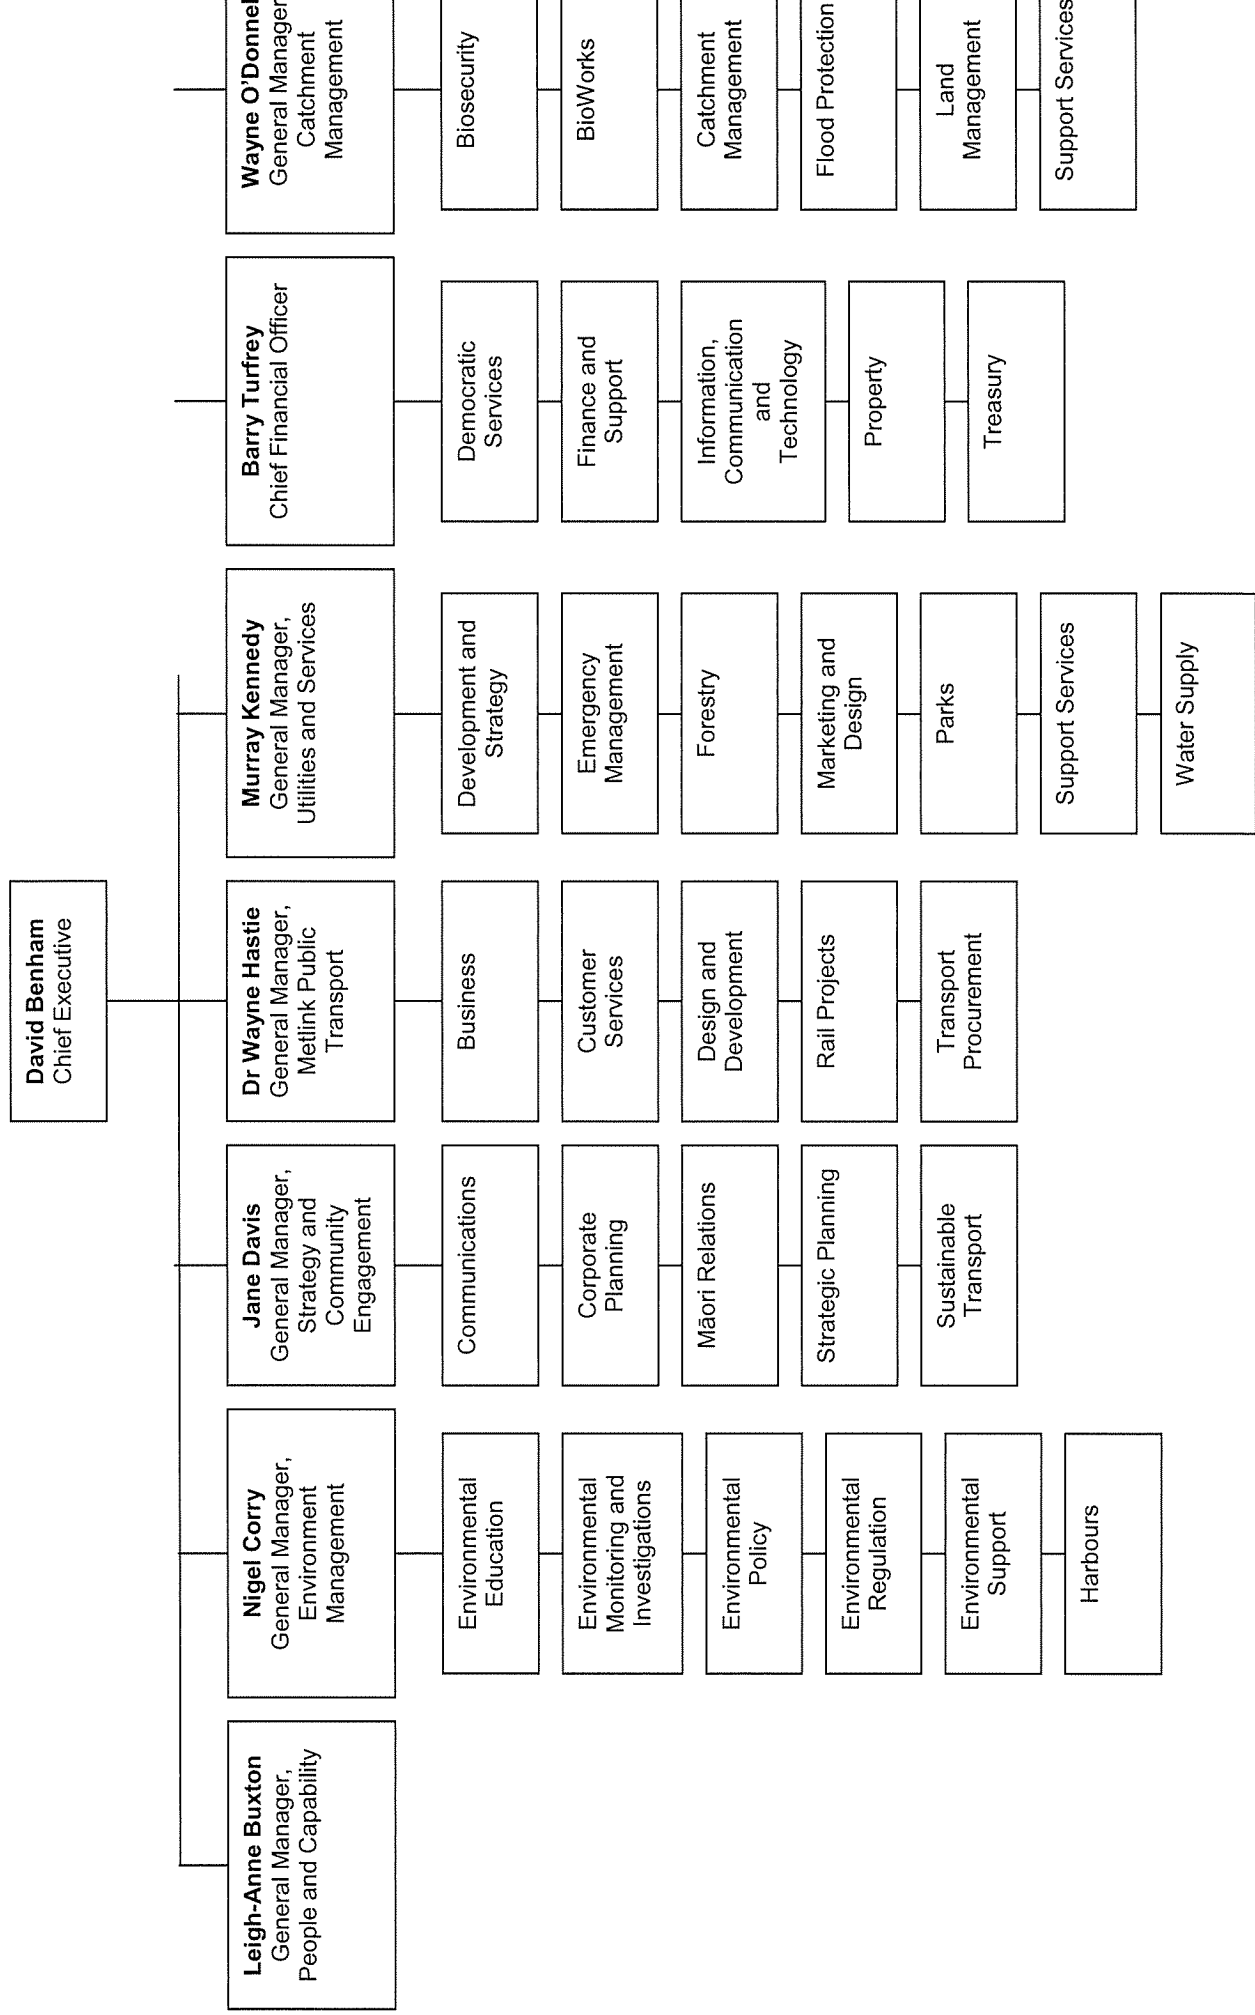 David Benham
Chief Executive
Leigh-Anne Buxton
General Manager,
People and Capability
Nigel Corry
General Manager,
Environment
Management
Environmental
Education
Environmental
Monitoring and
Investigations
Environmental
Policy
Environmental
Regulation
Environmental
Support
Harbours
Jane Davis
General Manager,
Strategy and
Community
Engagement
Communications
Corporate
Planning
Māori Relations
Strategic Planning
Sustainable
Transport
Dr Wayne Hastie
General Manager,
Metlink Public
Transport
Business
Customer
Services
Design and
Development
Rail Projects
Transport
Procurement
Murray Kennedy
General Manager,
Utilities and Services
Development and
Strategy
Emergency
Management
Forestry
Marketing and
Design
Parks
Support Services
Water Supply
Barry Turfrey
Chief Financial Officer
Democratic
Services
Finance and
Support
Information,
Communication
and
Technology
Property
Treasury
Wayne O'Donnel
General Manager
Catchment
Management
Biosecurity
BioWorks
Catchment
Management
Flood Protection
Land
Management
Support Services